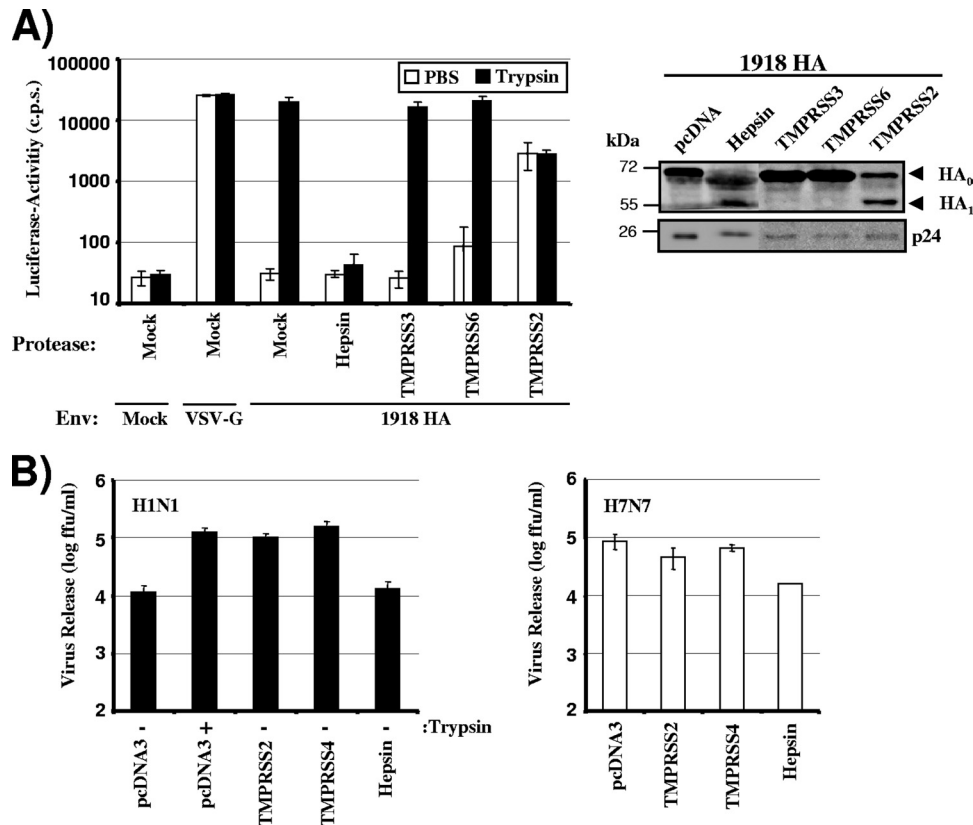 A)
100000
10000
1000
100
10
Luciferase-Activitiy (c.p.s.)
PBS Trypsin
Protease:
Mock
Mock
Mock
Hepsin
TMPRSS3
TMPRSS6
TMPRSS2
Env: Mock VSV-G 1918 HA
1918 HA
kDa
pcDNA
Hepsin
TMPRSS3
TMPRSS6
TMPRSS2
72
55
26
HA0
HA1
p24
B)
H1N1
6
5
4
3
2
Virus Release (log ffu/ml)
pcDNA3 -
pcDNA3 +
TMPRSS2 -
TMPRSS4 -
Hepsin -
:Trypsin
H7N7
6
5
4
3
2
Virus Release (log ffu/ml)
pcDNA3
TMPRSS2
TMPRSS4
Hepsin